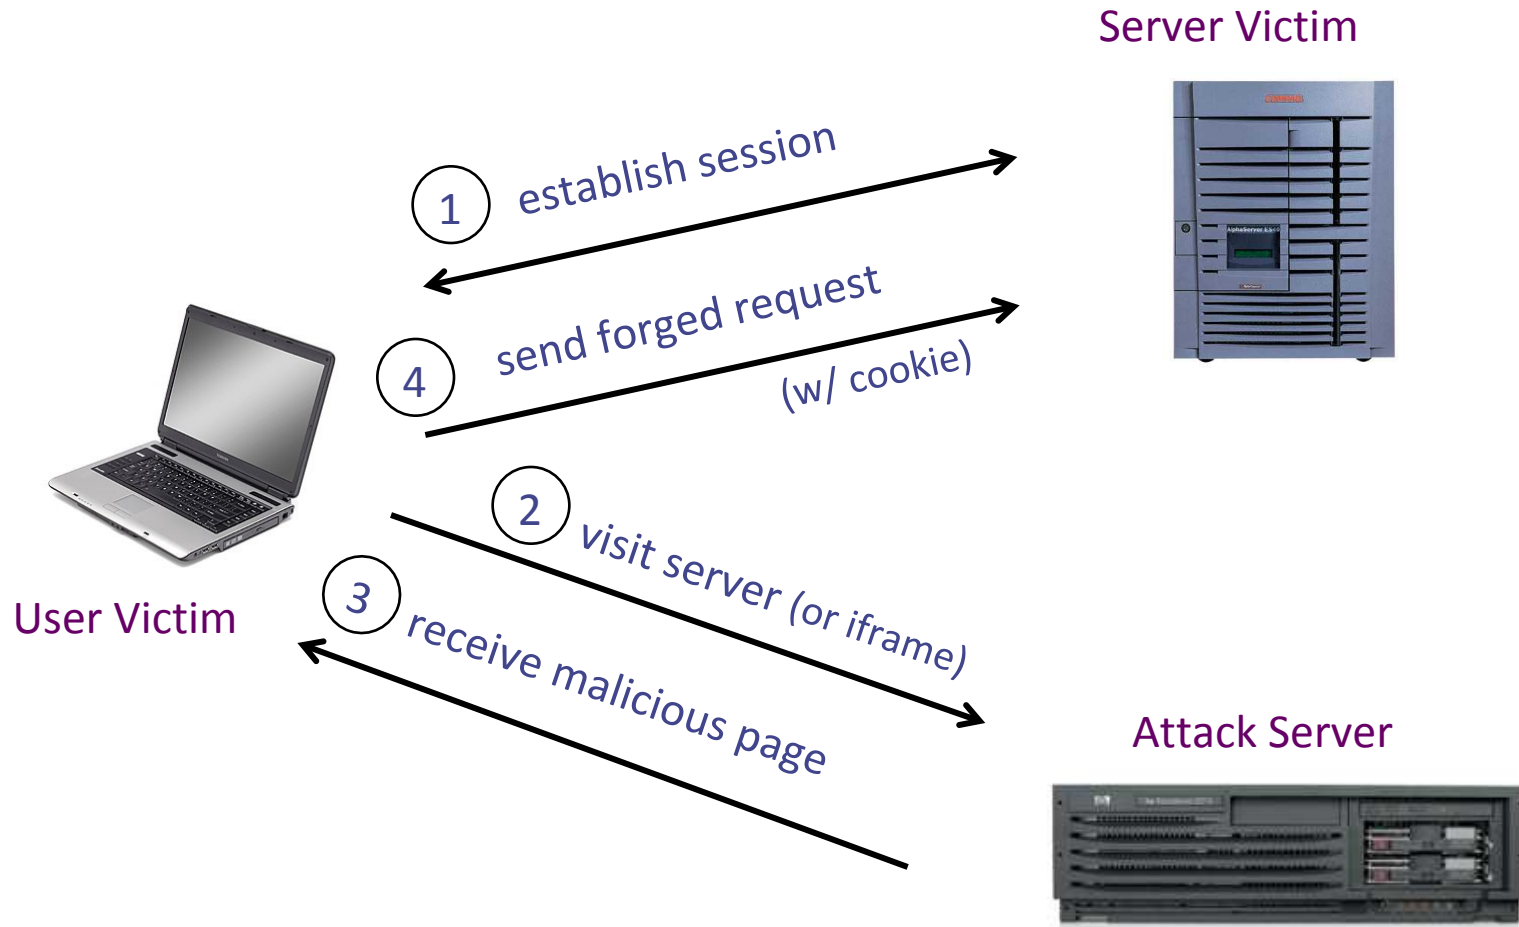 Server Victim
1
establish session
4
send forged request
(w/ cookie)
AlphaServer
2
visit server (or iframe)
User Victim
3
receive malicious page
Attack Server